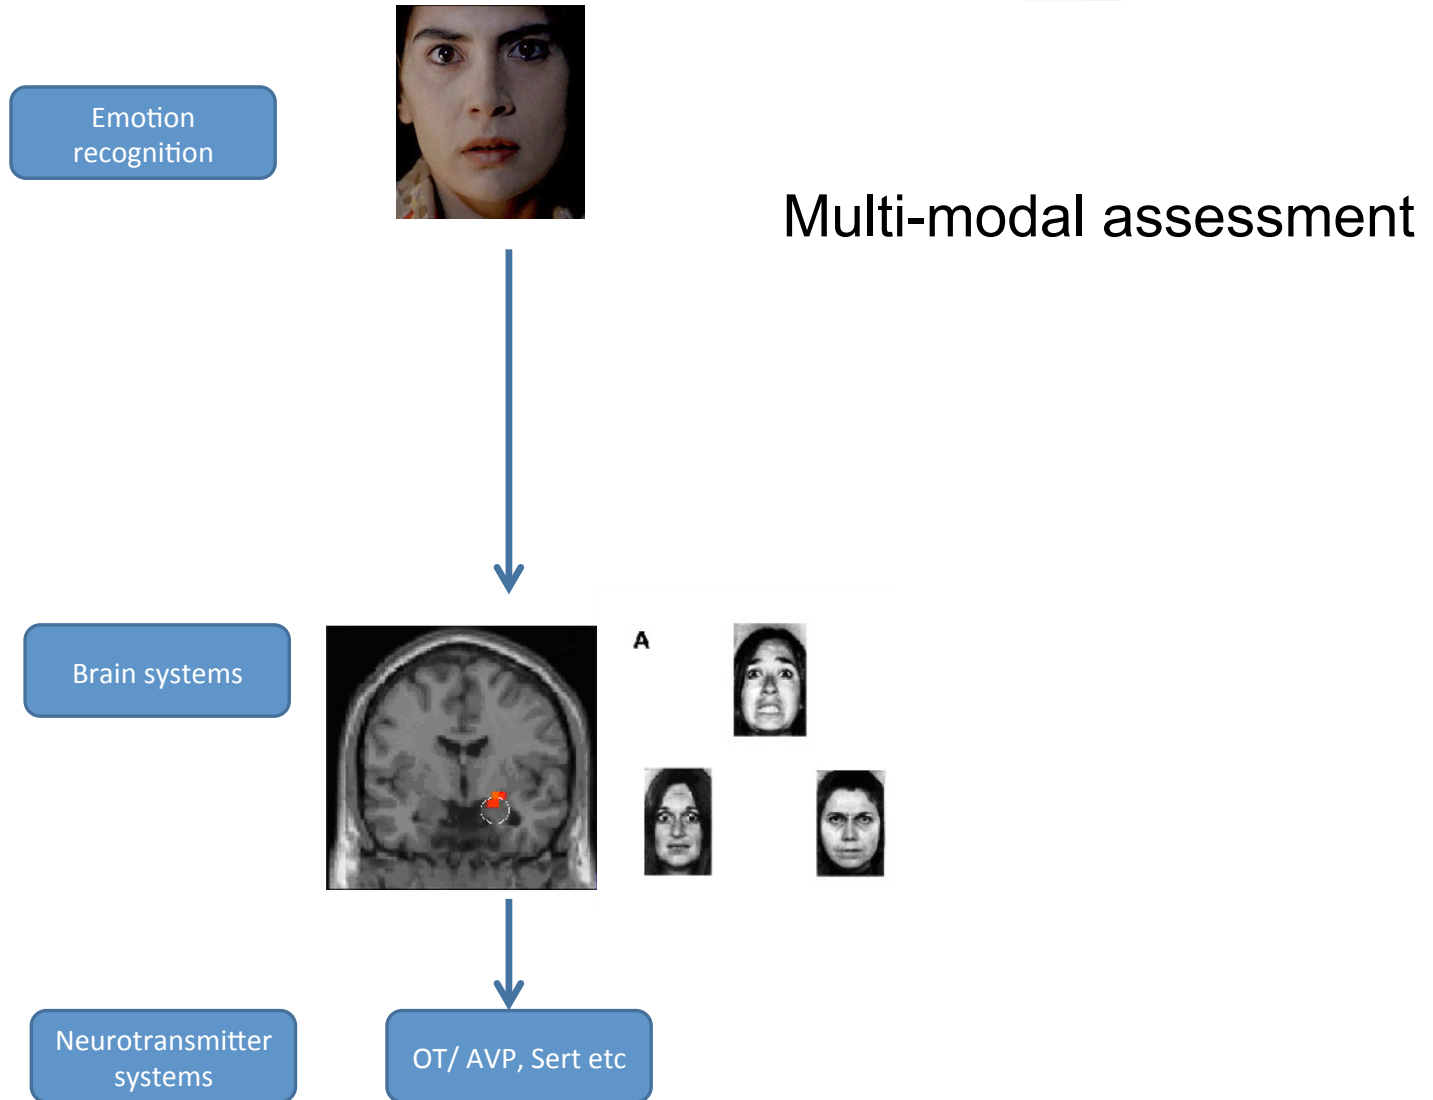 Emotion
recognition
Multi-modal assessment
Brain systems
A
Neurotransmitter
systems
OT/ AVP, Sert etc